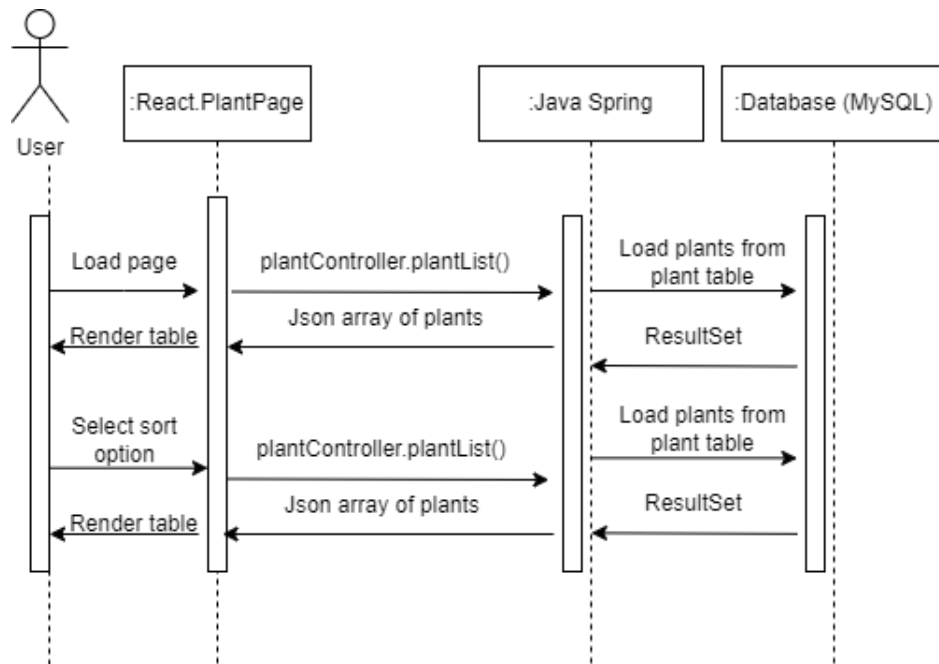 :React.PlantPage
:Java Spring
:Database (MySQL)
User
Load page
plantController.plantList()
Load plants from
plant table
Render table
Json array of plants
ResultSet
Select sort
option
plantController.plantList()
Load plants from
plant table
Render table
Json array of plants
ResultSet